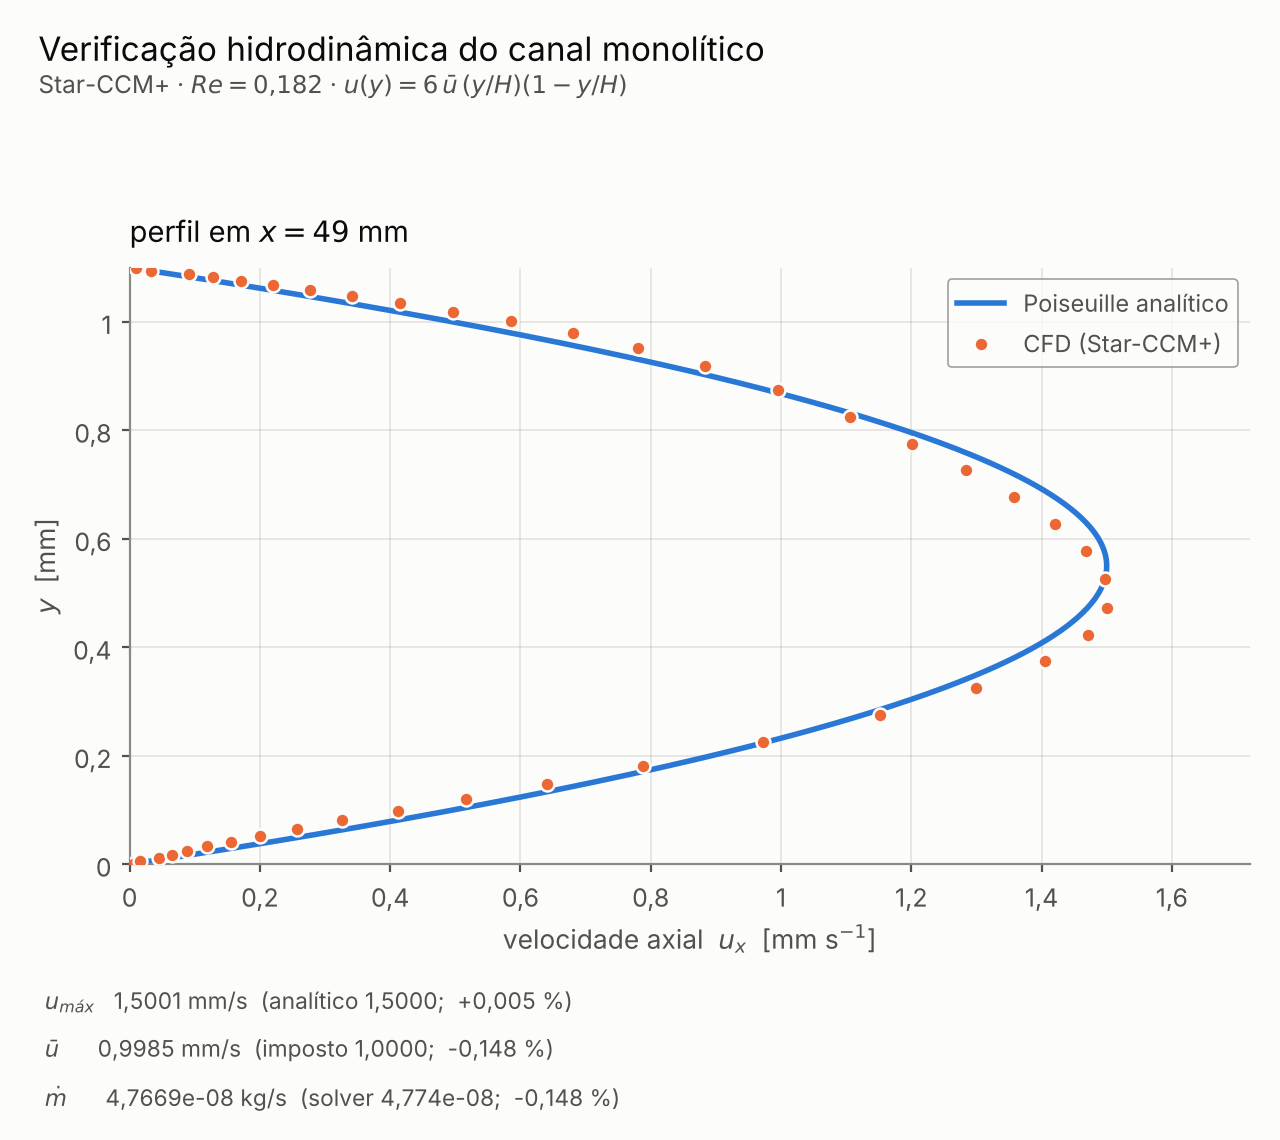 Verificação hidrodinâmica do canal monolítico
Star-CCM+ · Re = 0,182 · u(y) = 6 ū (y/H)(1 − y/H)
perfil em x = 49 mm
Poiseuille analítico
CFD (Star-CCM+)
1
0,8
0,6
0,4
0,2
0
y [mm]
0 0,2 0,4 0,6 0,8 1 1,2 1,4 1,6
velocidade axial uₓ [mm s⁻¹]
u_máx 1,5001 mm/s (analítico 1,5000; +0,005 %)
ū 0,9985 mm/s (imposto 1,0000; -0,148 %)
ṁ 4,7669e-08 kg/s (solver 4,774e-08; -0,148 %)